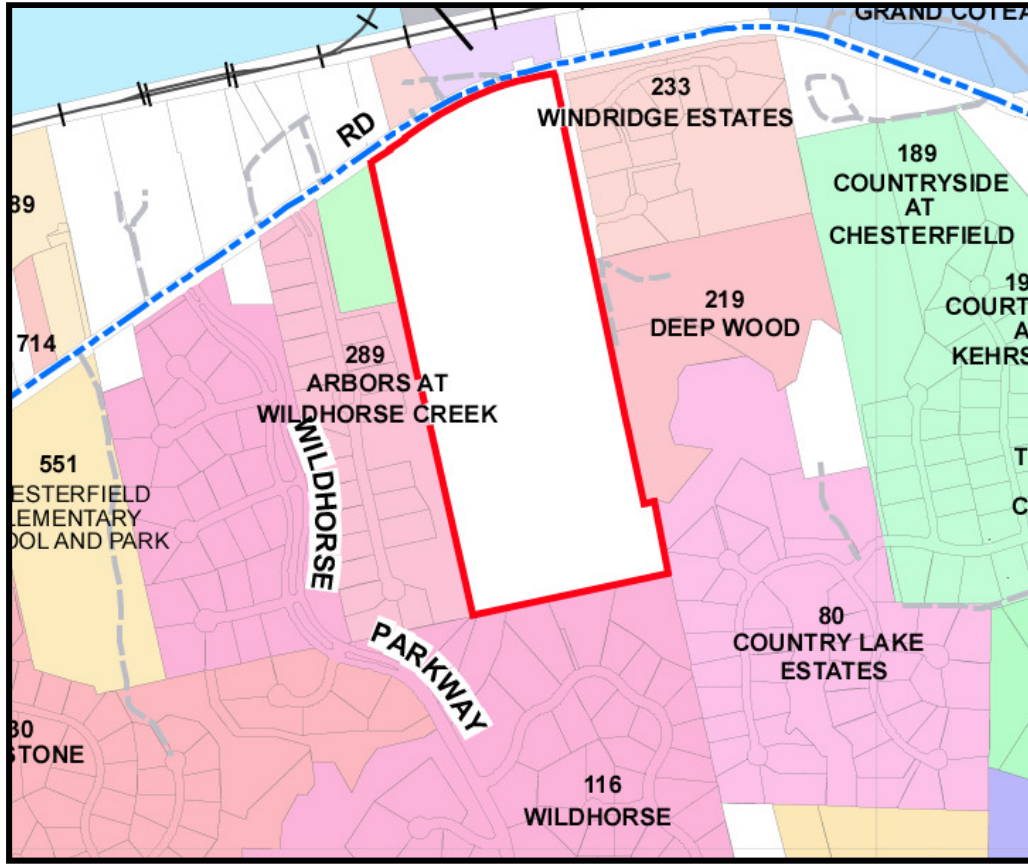 GRAND COTEA
233
WINDRIDGE ESTATES
RD
189
COUNTRYSIDE
AT
CHESTERFIELD
89
19
COURT
A
KEHRS
219
DEEP WOOD
714
289
ARBORS AT
WILDHORSE CREEK
WILDHORSE
551
ESTERFIELD
LEMENTARY
OOL AND PARK
T
C
80
COUNTRY LAKE
ESTATES
PARKWAY
30
STONE
116
WILDHORSE